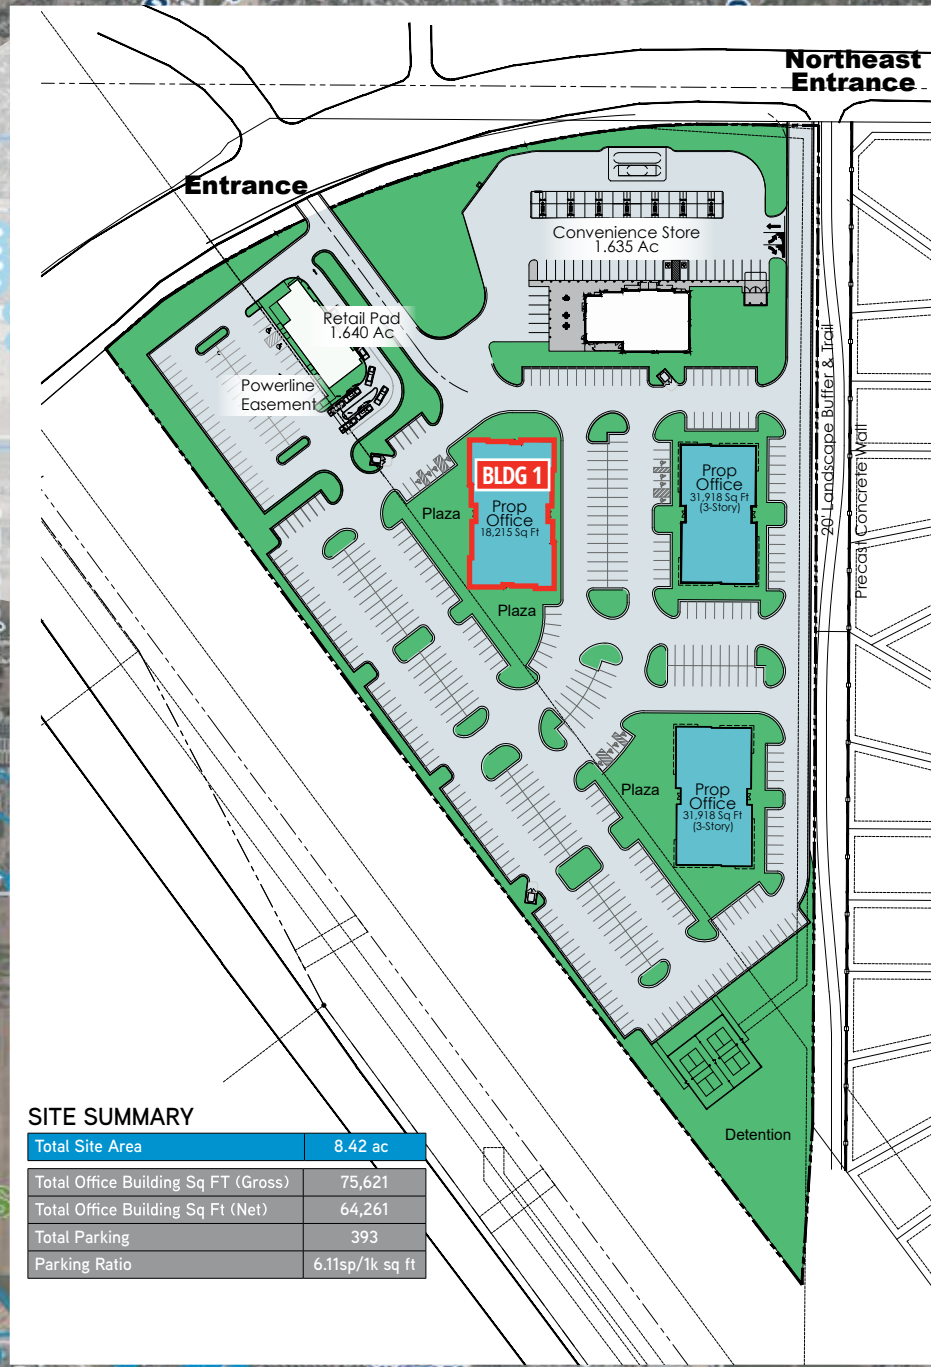 Northeast
Entrance
Entrance
Convenience Store
1.635 Ac
Retail Pad
1.640 Ac
Powerline
Easement
BLDG 1
Prop
Office
18,215 Sq Ft
Plaza
Plaza
Prop
Office
31,918 Sq Ft
(3-Story)
20' Landscape Buffer & Trail
Precast Concrete Wall
Plaza
Prop
Office
31,918 Sq Ft
(3-Story)
Detention
SITE SUMMARY
Total Site Area 8.42 ac
Total Office Building Sq FT (Gross) 75,621
Total Office Building Sq Ft (Net) 64,261
Total Parking 393
Parking Ratio 6.11sp/1k sq ft